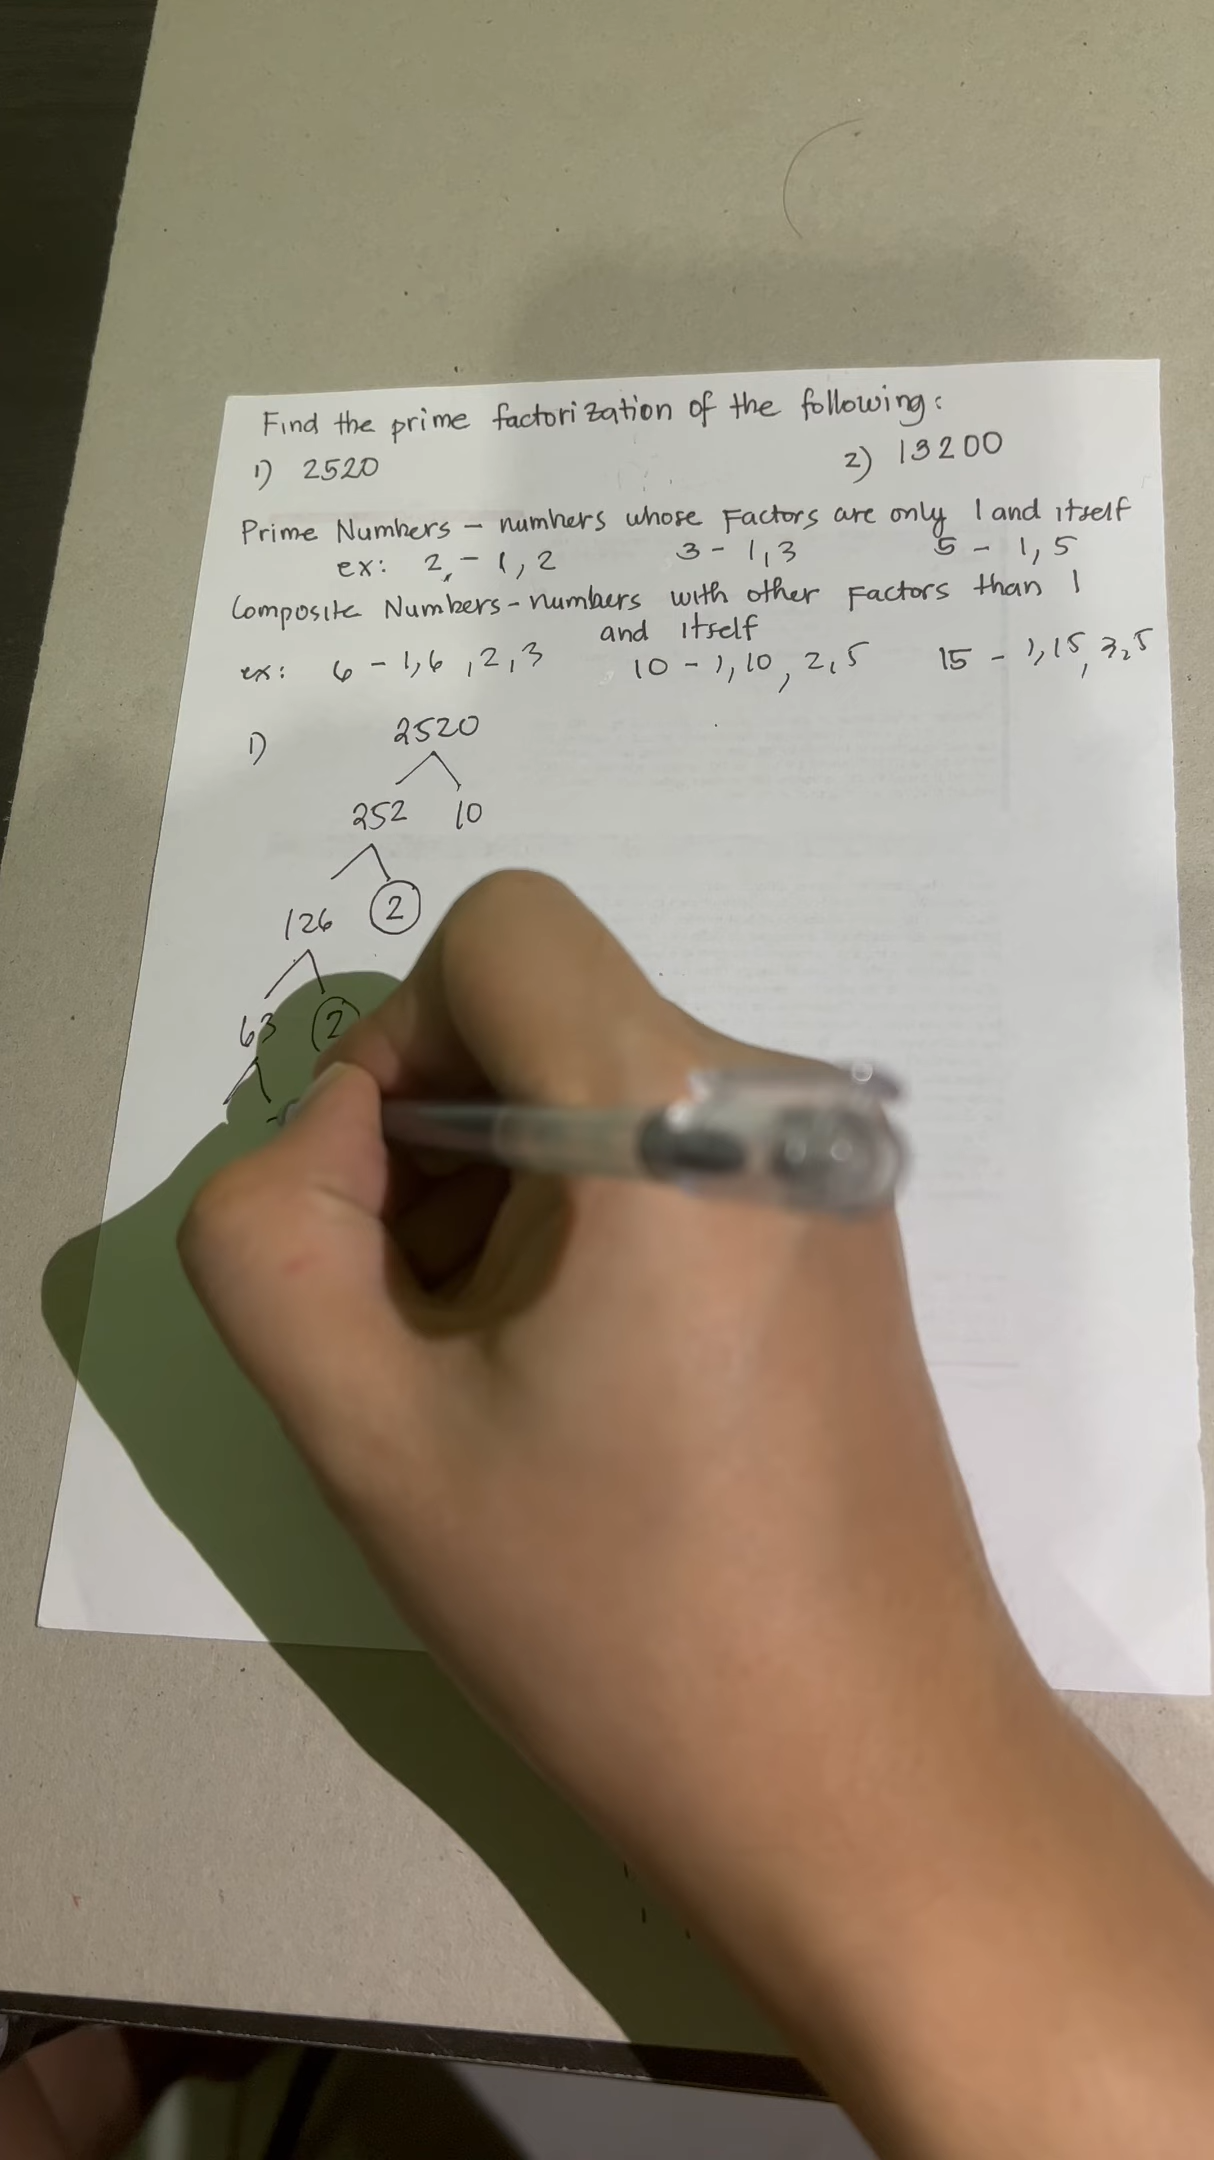 Find the prime factorization of the following:
1) 2520 2) 13200
Prime Numbers - numbers whose Factors are only 1 and itself
ex: 2 - 1, 2 3 - 1, 3 5 - 1, 5
Composite Numbers - numbers with other Factors than 1
and itself
ex: 6 - 1, 6, 2, 3 10 - 1, 10, 2, 5 15 - 1, 15, 3, 5
1) 2520
252 10
126 2
63 2